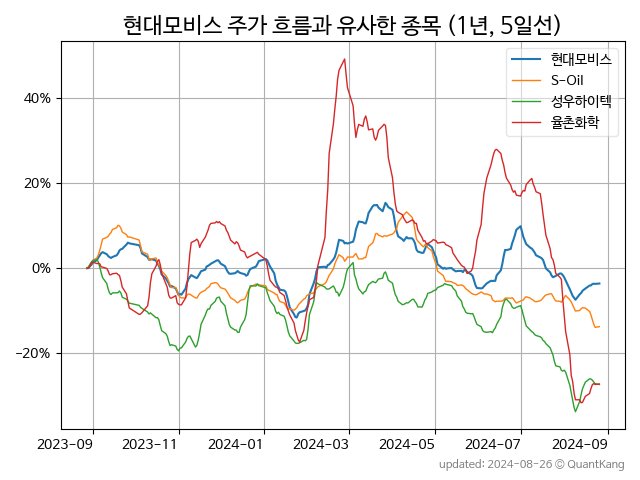 현대모비스 주가 흐름과 유사한 종목 (1년, 5일선)
현대모비스
S-Oil
성우하이텍
율촌화학
40%
20%
0%
−20%
2023-09 2023-11 2024-01 2024-03 2024-05 2024-07 2024-09
updated: 2024-08-26 © QuantKang